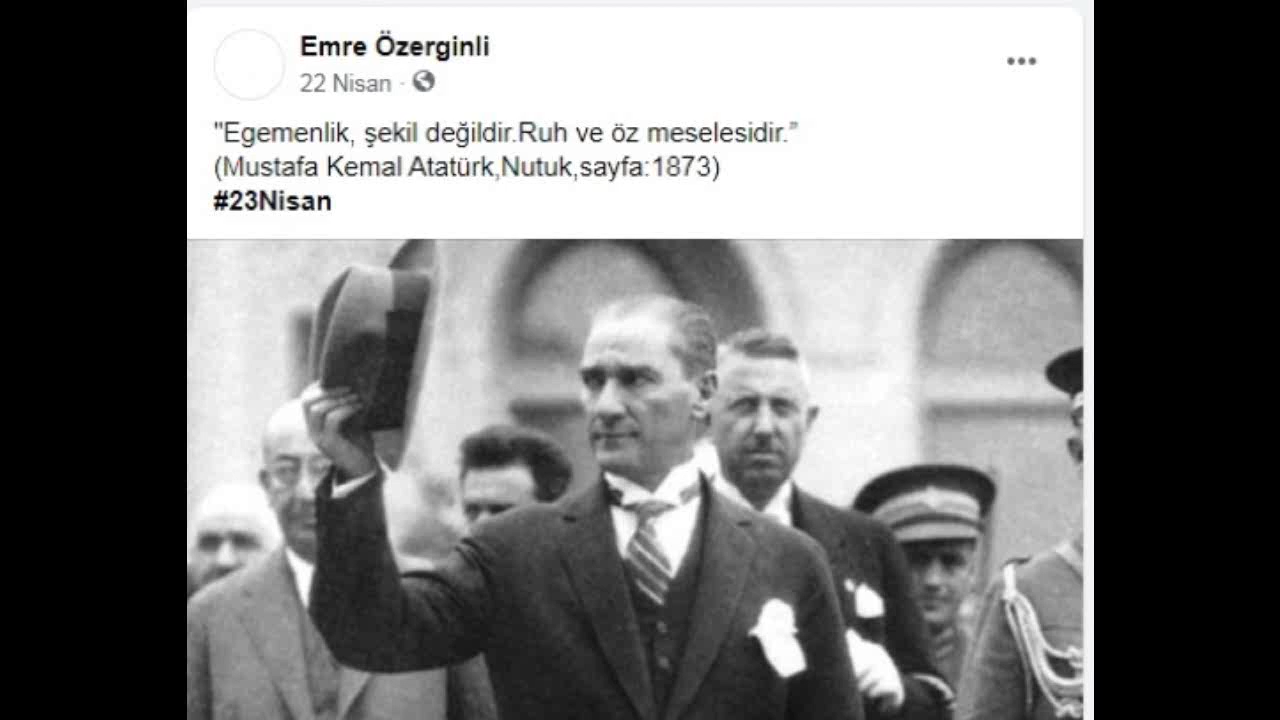 Emre Özerginli
22 Nisan ·
"Egemenlik, şekil değildir.Ruh ve öz meselesidir.”
(Mustafa Kemal Atatürk,Nutuk,sayfa:1873)
#23Nisan